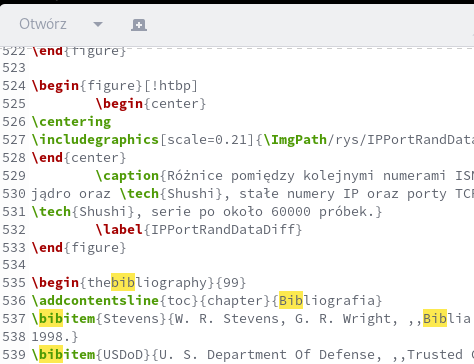 Otwórz
522 \end{figure}
523
524 \begin{figure}[!htbp]
525 \begin{center}
526 \centering
527 \includegraphics[scale=0.21]{\ImgPath/rys/IPPortRandData
528 \end{center}
529 \caption{Różnice pomiędzy kolejnymi numerami ISN
530 jądro oraz \tech{Shushi}, stałe numery IP oraz porty TCP
531 \tech{Shushi}, serie po około 60000 próbek.}
532 \label{IPPortRandDataDiff}
533 \end{figure}
534
535 \begin{thebibliography}{99}
536 \addcontentsline{toc}{chapter}{Bibliografia}
537 \bibitem{Stevens}{W. R. Stevens, G. R. Wright, ,,Biblia
538 1998.}
539 \bibitem{USDoD}{U. S. Department Of Defense, ,,Trusted